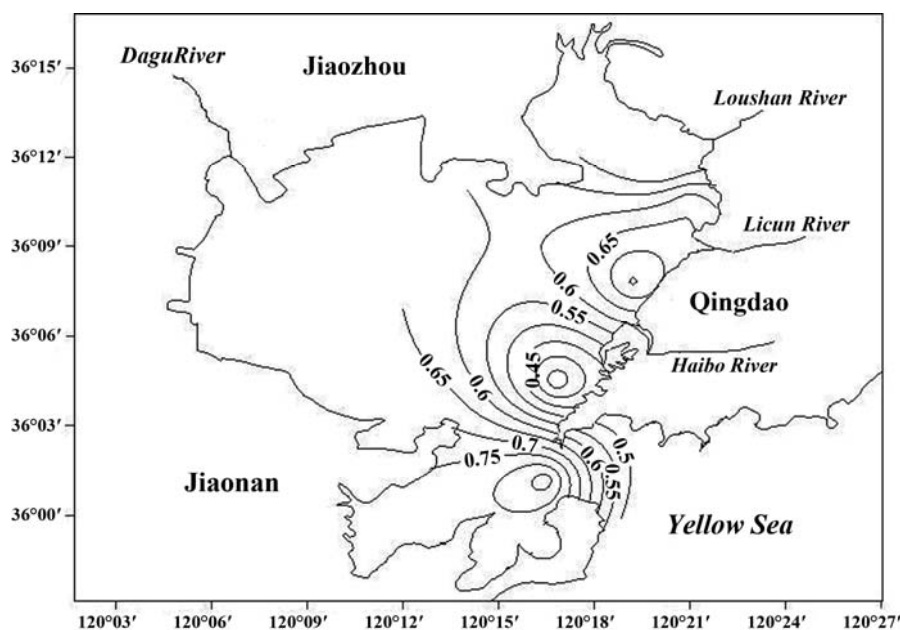 DaguRiver
Jiaozhou
36°15′
Loushan River
36°12′
Licun River
36°09′
0.65
0.6
Qingdao
0.55
36°06′
Haibo River
0.45
0.65
0.6
36°03′
0.7
0.5
0.75
0.6
0.55
Jiaonan
36°00′
Yellow Sea
120°03′ 120°06′ 120°09′ 120°12′ 120°15′ 120°18′ 120°21′ 120°24′ 120°27′